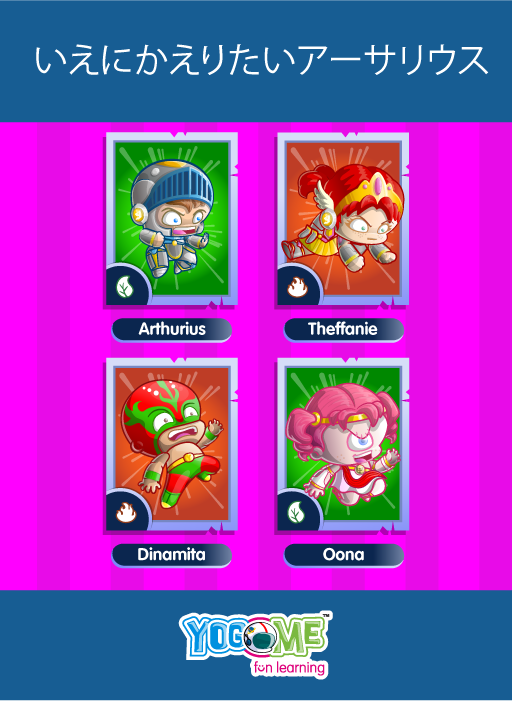 いえにかえりたいアーサリウス
Arthurius
Theffanie
Dinamita
Oona
YOGOME™
fun learning